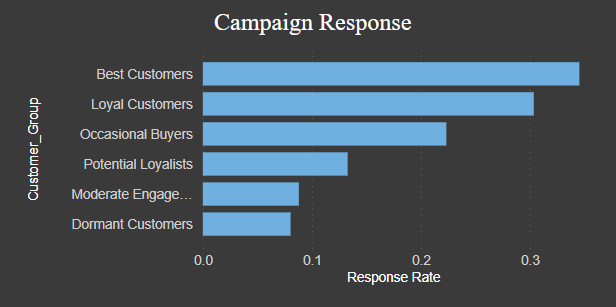 Campaign Response
Customer_Group
Best Customers
Loyal Customers
Occasional Buyers
Potential Loyalists
Moderate Engage…
Dormant Customers
0.0 0.1 0.2 0.3
Response Rate